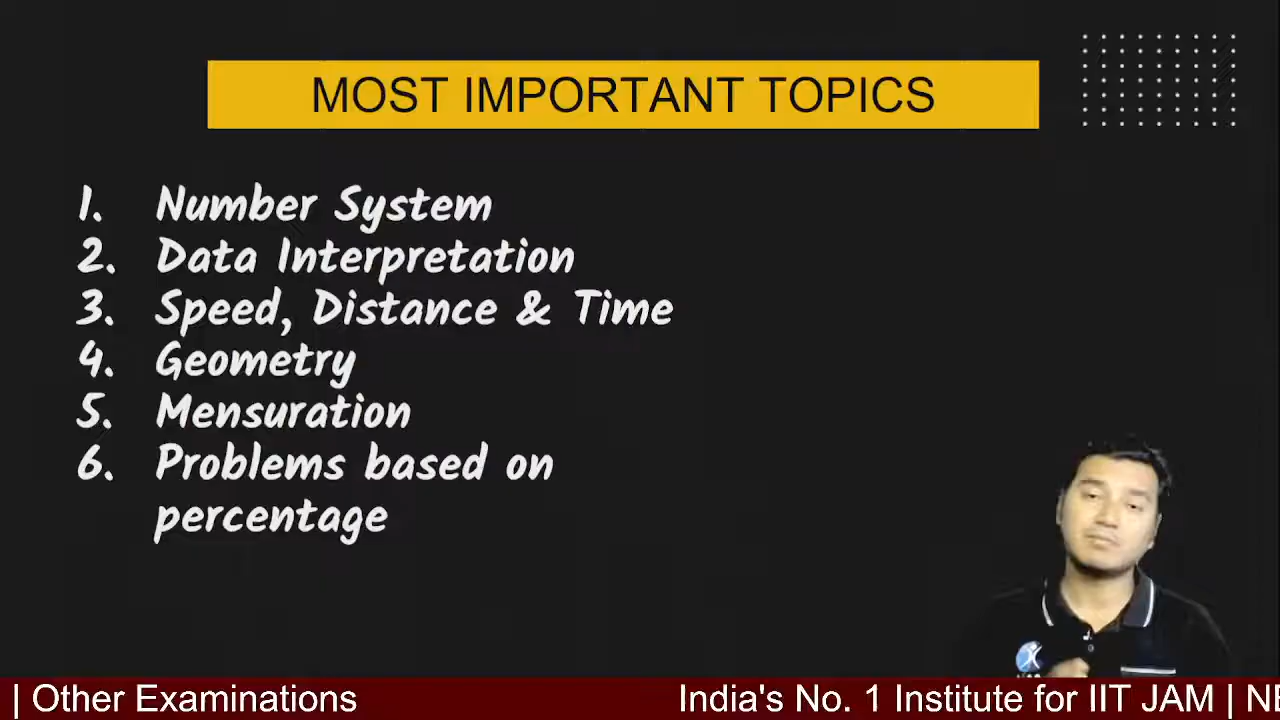 MOST IMPORTANT TOPICS
1. Number System
2. Data Interpretation
3. Speed, Distance & Time
4. Geometry
5. Mensuration
6. Problems based on
percentage
| Other Examinations India's No. 1 Institute for IIT JAM |